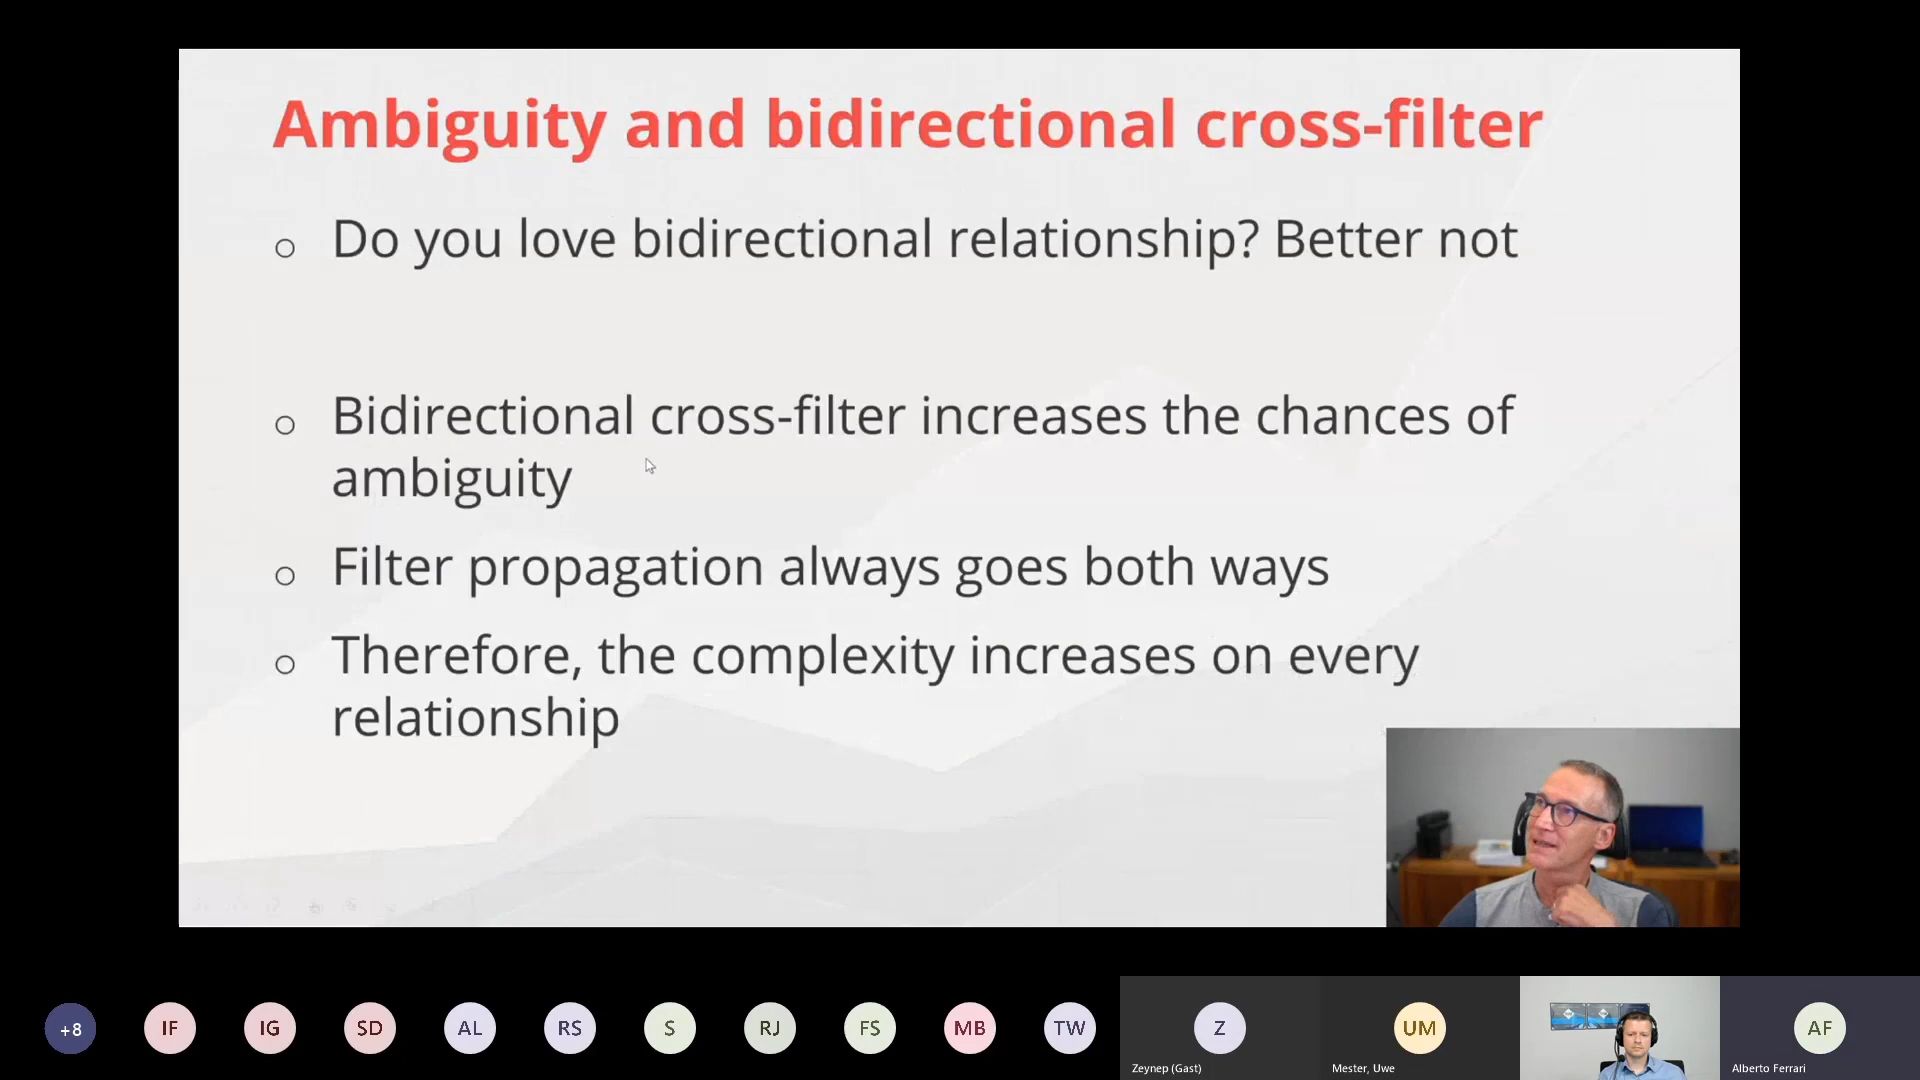 Ambiguity and bidirectional cross-filter
Do you love bidirectional relationship? Better not
Bidirectional cross-filter increases the chances of
ambiguity
Filter propagation always goes both ways
Therefore, the complexity increases on every
relationship
+8
IF
IG
SD
AL
RS
S
RJ
FS
MB
TW
Z
UM
AF
Zeynep (Gast)
Mester, Uwe
Alberto Ferrari